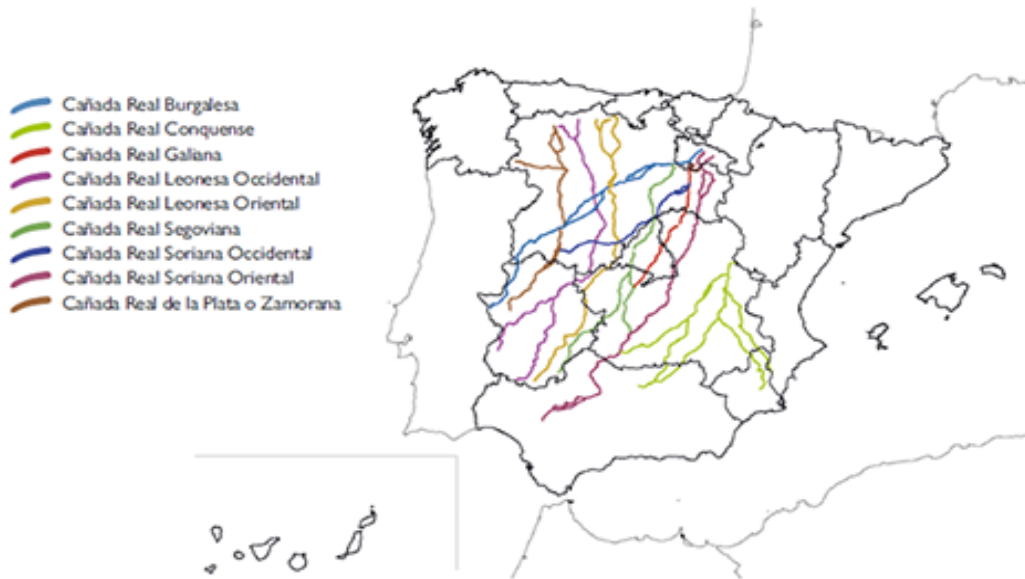 Cañada Real Burgalesa
Cañada Real Conquense
Cañada Real Galiana
Cañada Real Leonesa Occidental
Cañada Real Leonesa Oriental
Cañada Real Segoviana
Cañada Real Soriana Occidental
Cañada Real Soriana Oriental
Cañada Real de la Plata o Zamorana